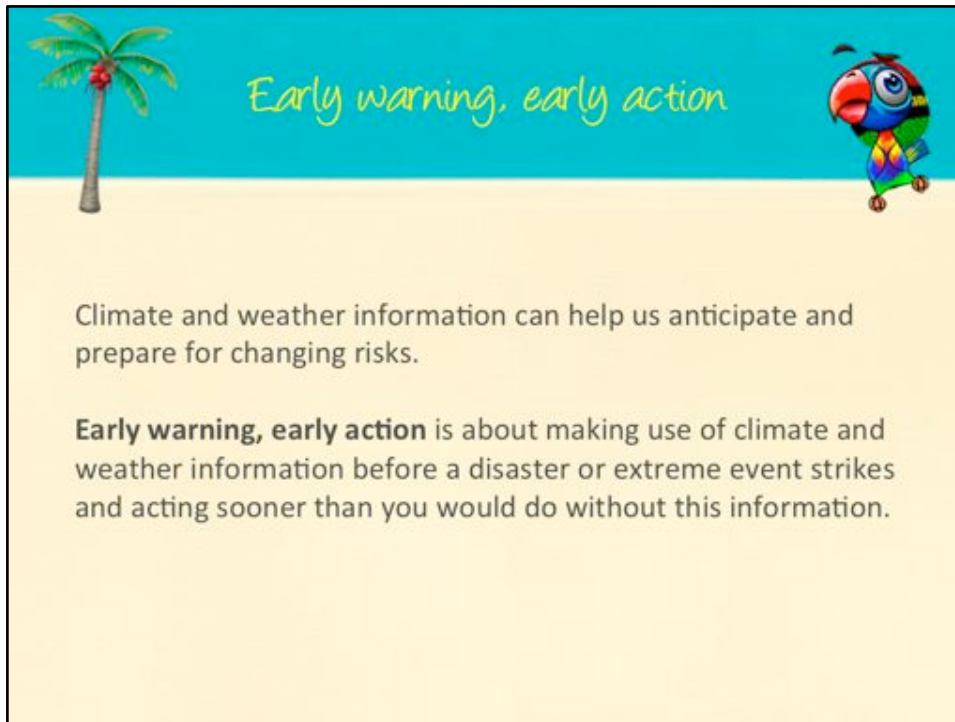 Early warning, early action
Climate and weather information can help us anticipate and
prepare for changing risks.
Early warning, early action is about making use of climate and
weather information before a disaster or extreme event strikes
and acting sooner than you would do without this information.